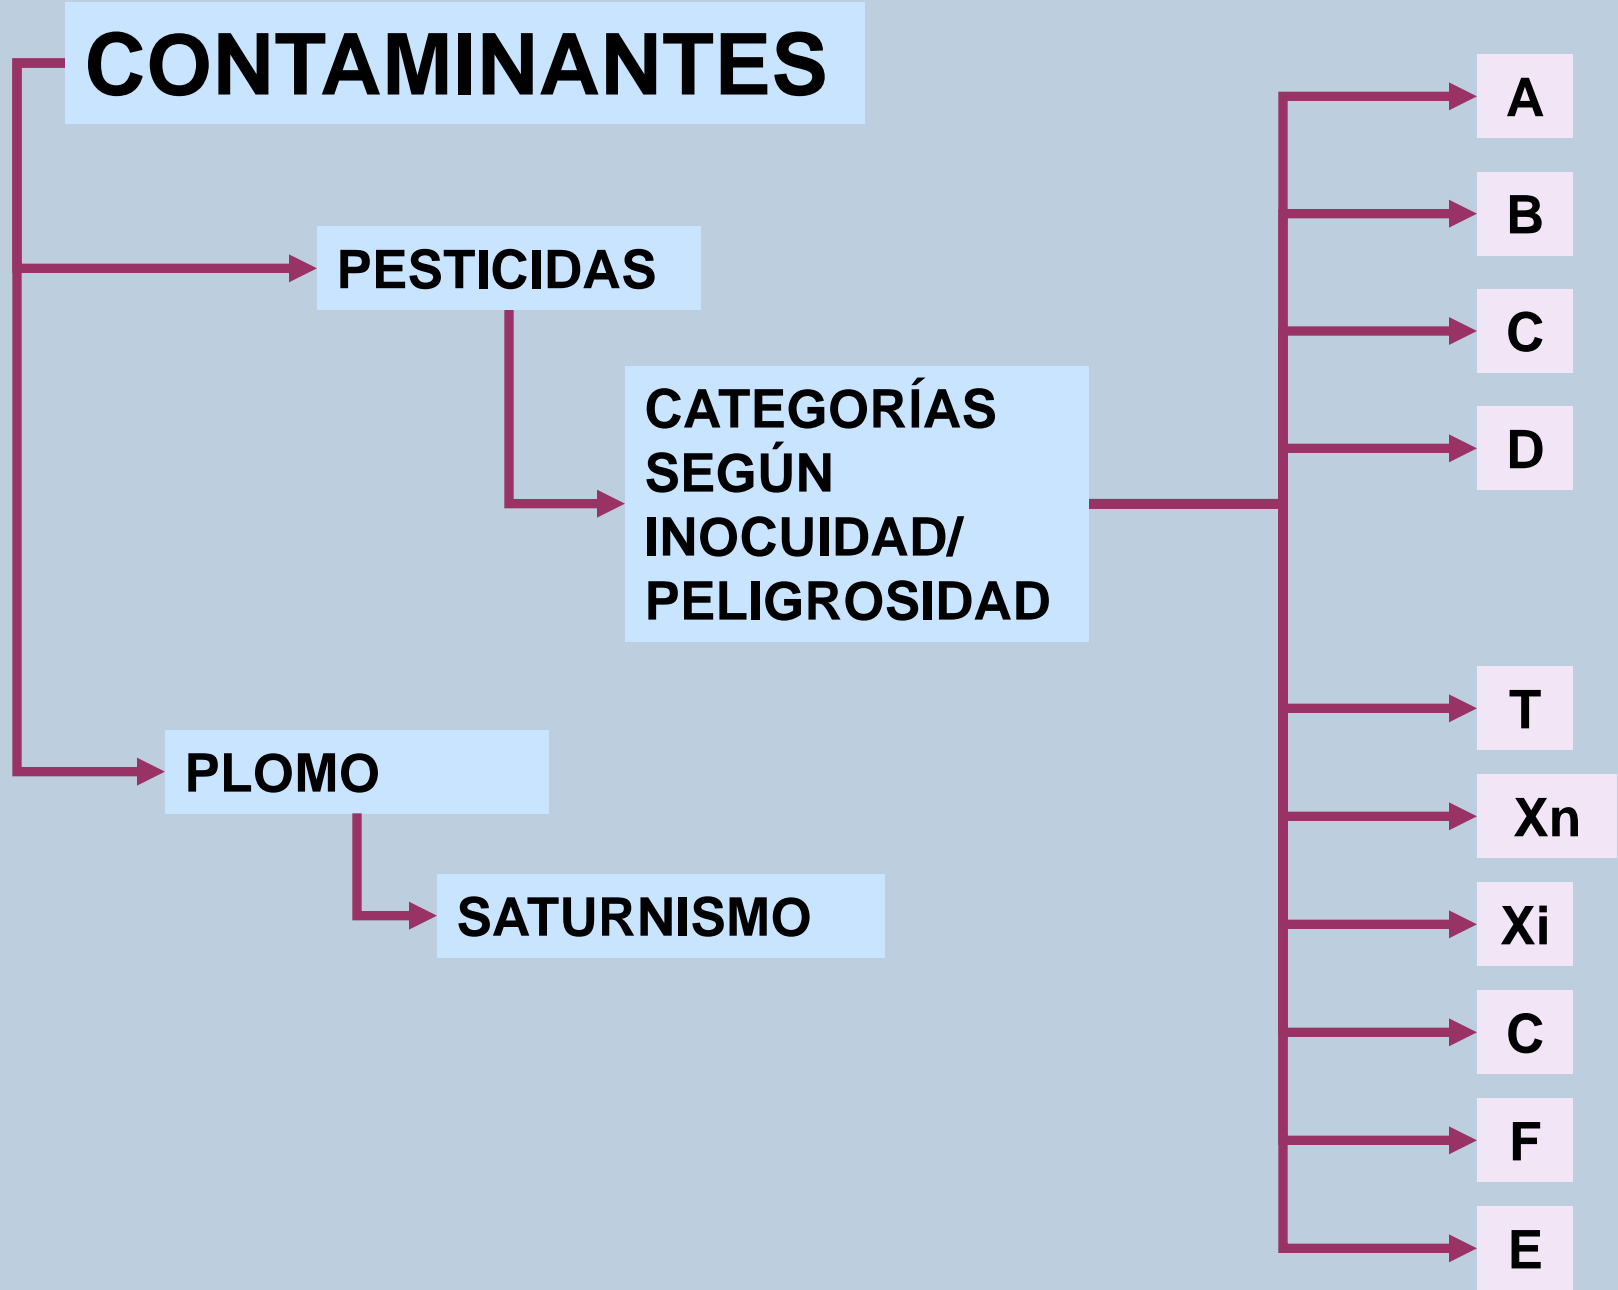 CONTAMINANTES
PESTICIDAS
CATEGORÍAS
SEGÚN
INOCUIDAD/
PELIGROSIDAD
PLOMO
SATURNISMO
A
B
C
D
T
Xn
Xi
C
F
E